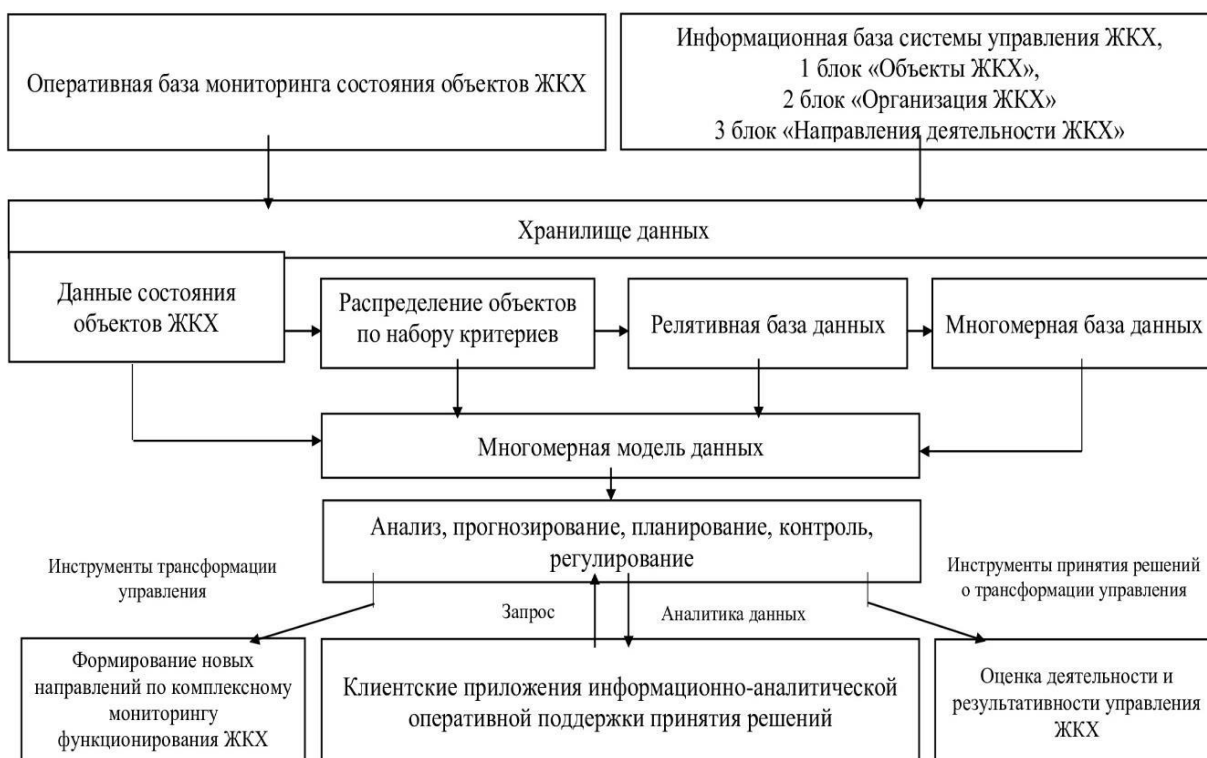 Оперативная база мониторинга состояния объектов ЖКХ
Информационная база системы управления ЖКХ,
1 блок «Объекты ЖКХ»,
2 блок «Организация ЖКХ»
3 блок «Направления деятельности ЖКХ»
Хранилище данных
Данные состояния
объектов ЖКХ
Распределение объектов
по набору критериев
Релятивная база данных
Многомерная база данных
Многомерная модель данных
Анализ, прогнозирование, планирование, контроль,
регулирование
Инструменты трансформации
управления
Запрос
Аналитика данных
Инструменты принятия решений
о трансформации управления
Формирование новых
направлений по комплексному
мониторингу
функционирования ЖКХ
Клиентские приложения информационно-аналитической
оперативной поддержки принятия решений
Оценка деятельности и
результативности управления
ЖКХ